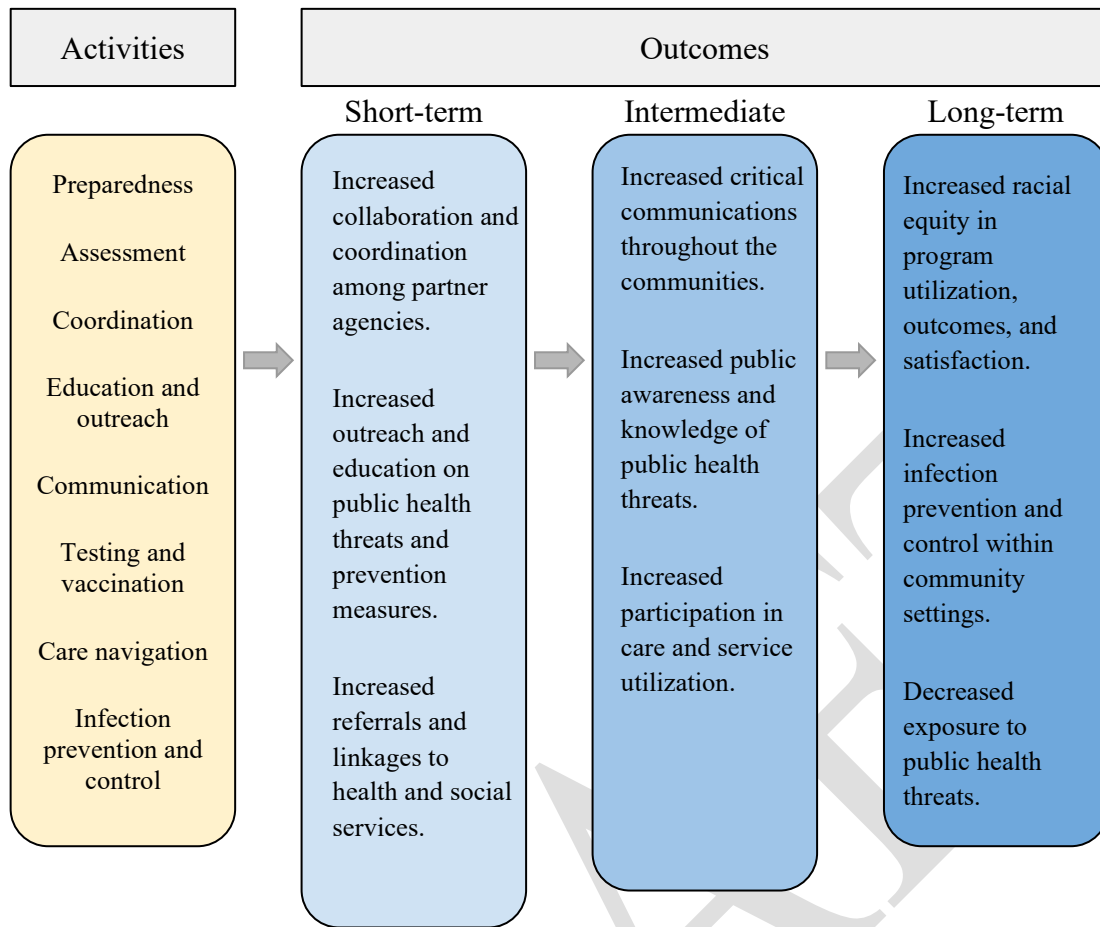 Activities
Outcomes
Short-term
Intermediate
Long-term
Preparedness
Assessment
Coordination
Education and
outreach
Communication
Testing and
vaccination
Care navigation
Infection
prevention and
control
Increased
collaboration and
coordination
among partner
agencies.
Increased
outreach and
education on
public health
threats and
prevention
measures.
Increased
referrals and
linkages to
health and social
services.
Increased critical
communications
throughout the
communities.
Increased public
awareness and
knowledge of
public health
threats.
Increased
participation in
care and service
utilization.
Increased racial
equity in
program
utilization,
outcomes, and
satisfaction.
Increased
infection
prevention and
control within
community
settings.
Decreased
exposure to
public health
threats.